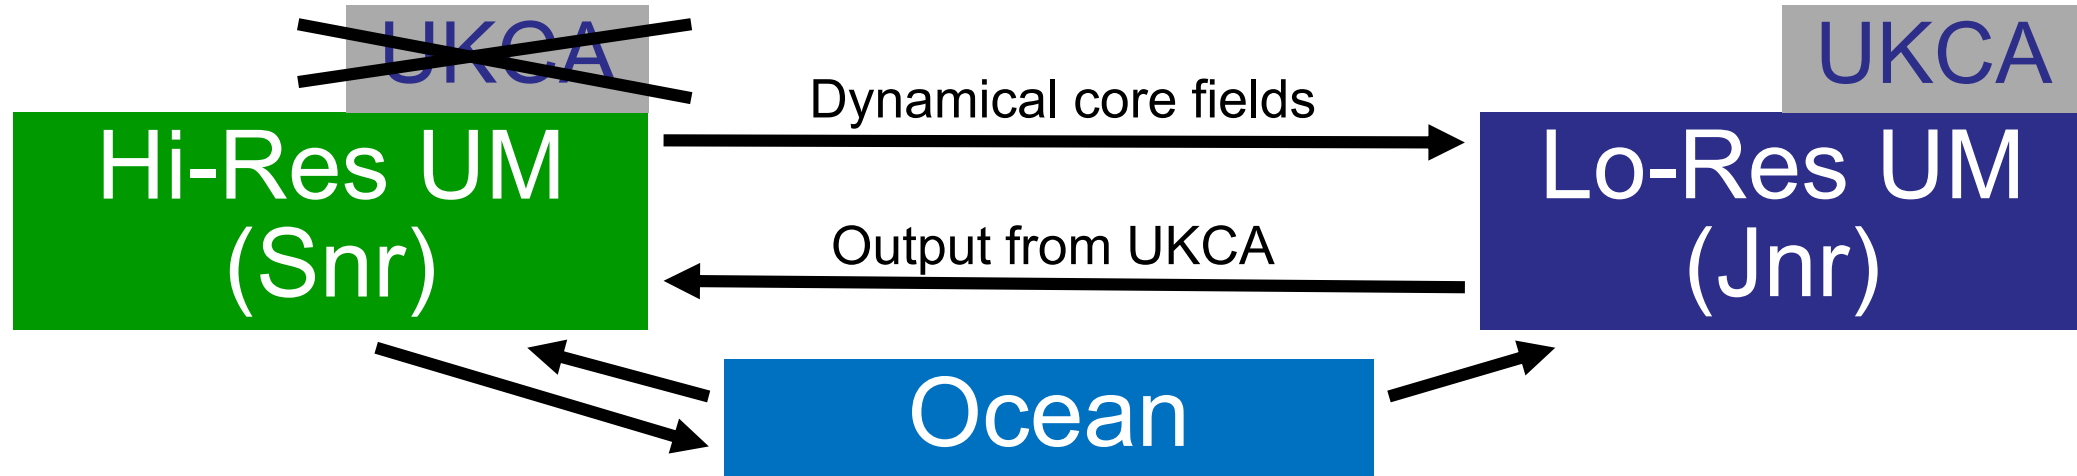 UKCA
UKCA
Dynamical core fields
Hi-Res UM
(Snr)
Lo-Res UM
(Jnr)
Output from UKCA
Ocean